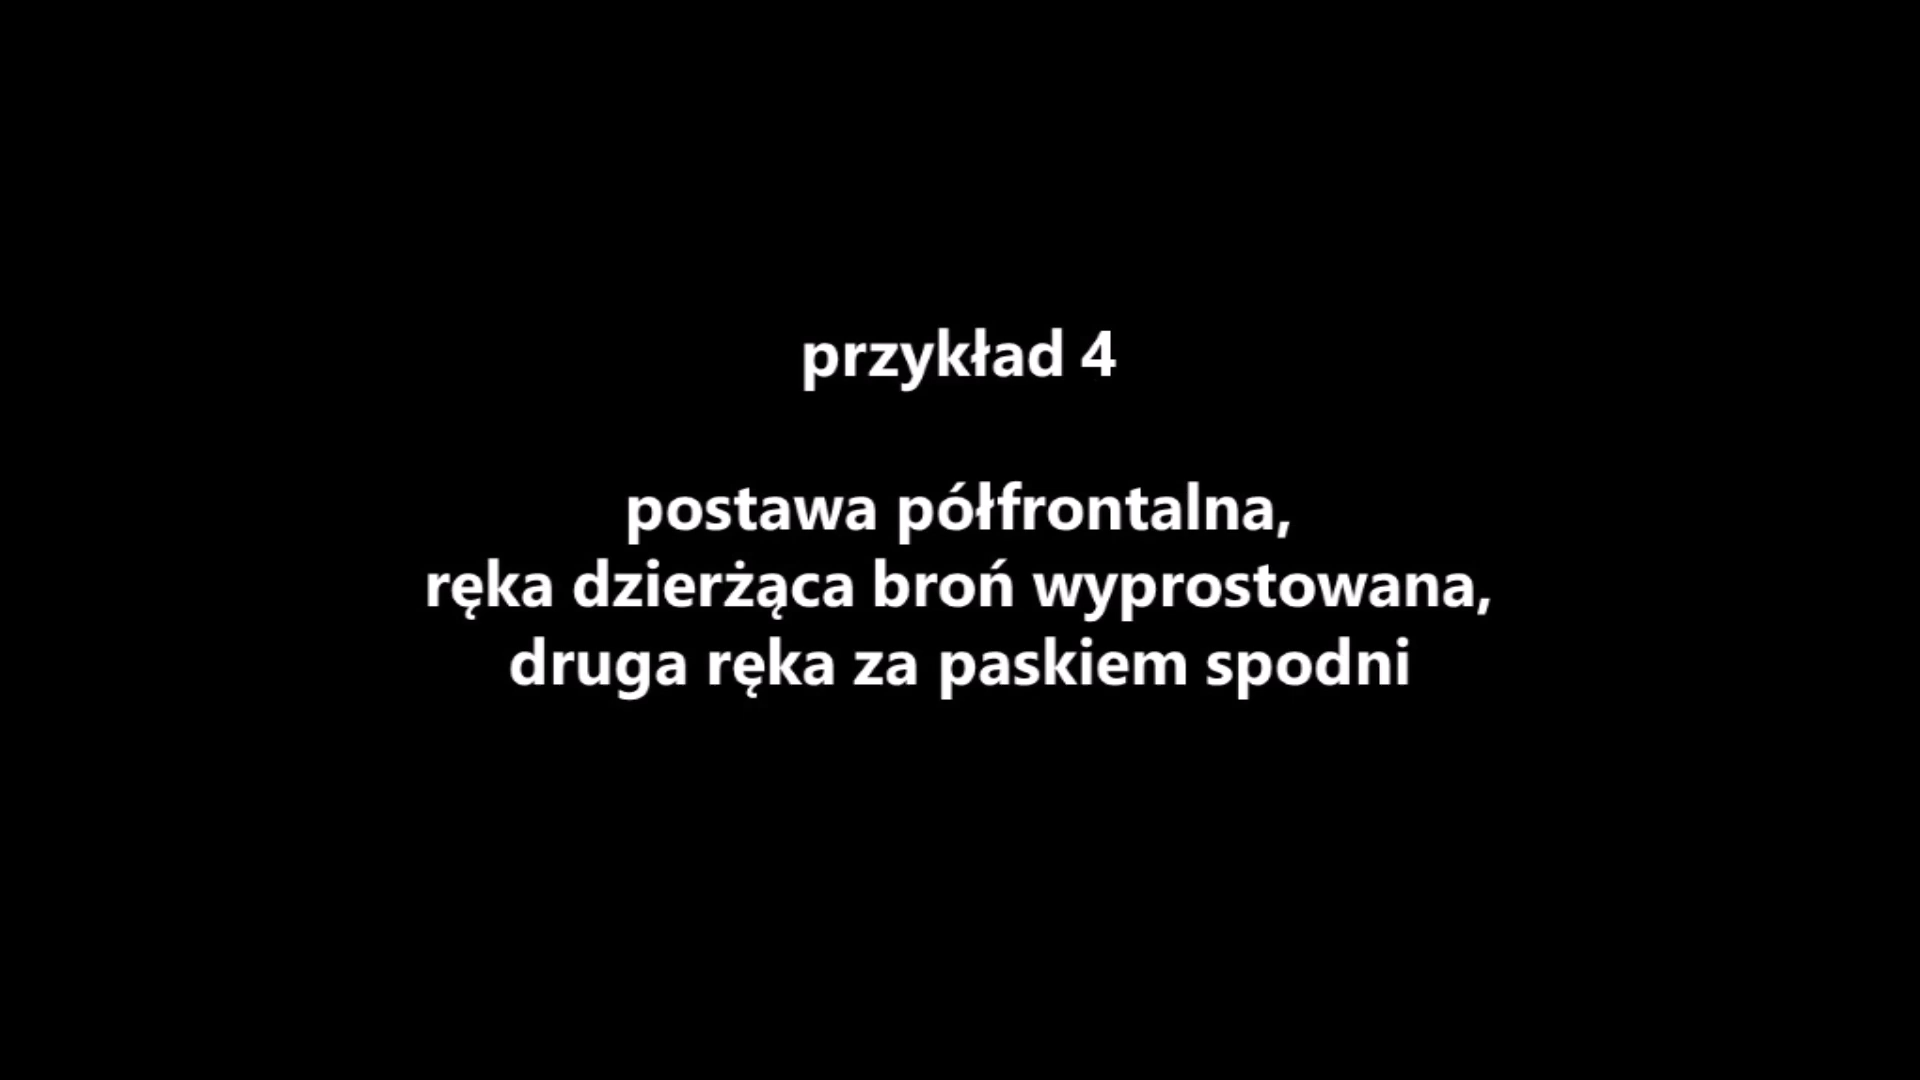 przykład 4
postawa półfrontalna,
ręka dzierżąca broń wyprostowana,
druga ręka za paskiem spodni